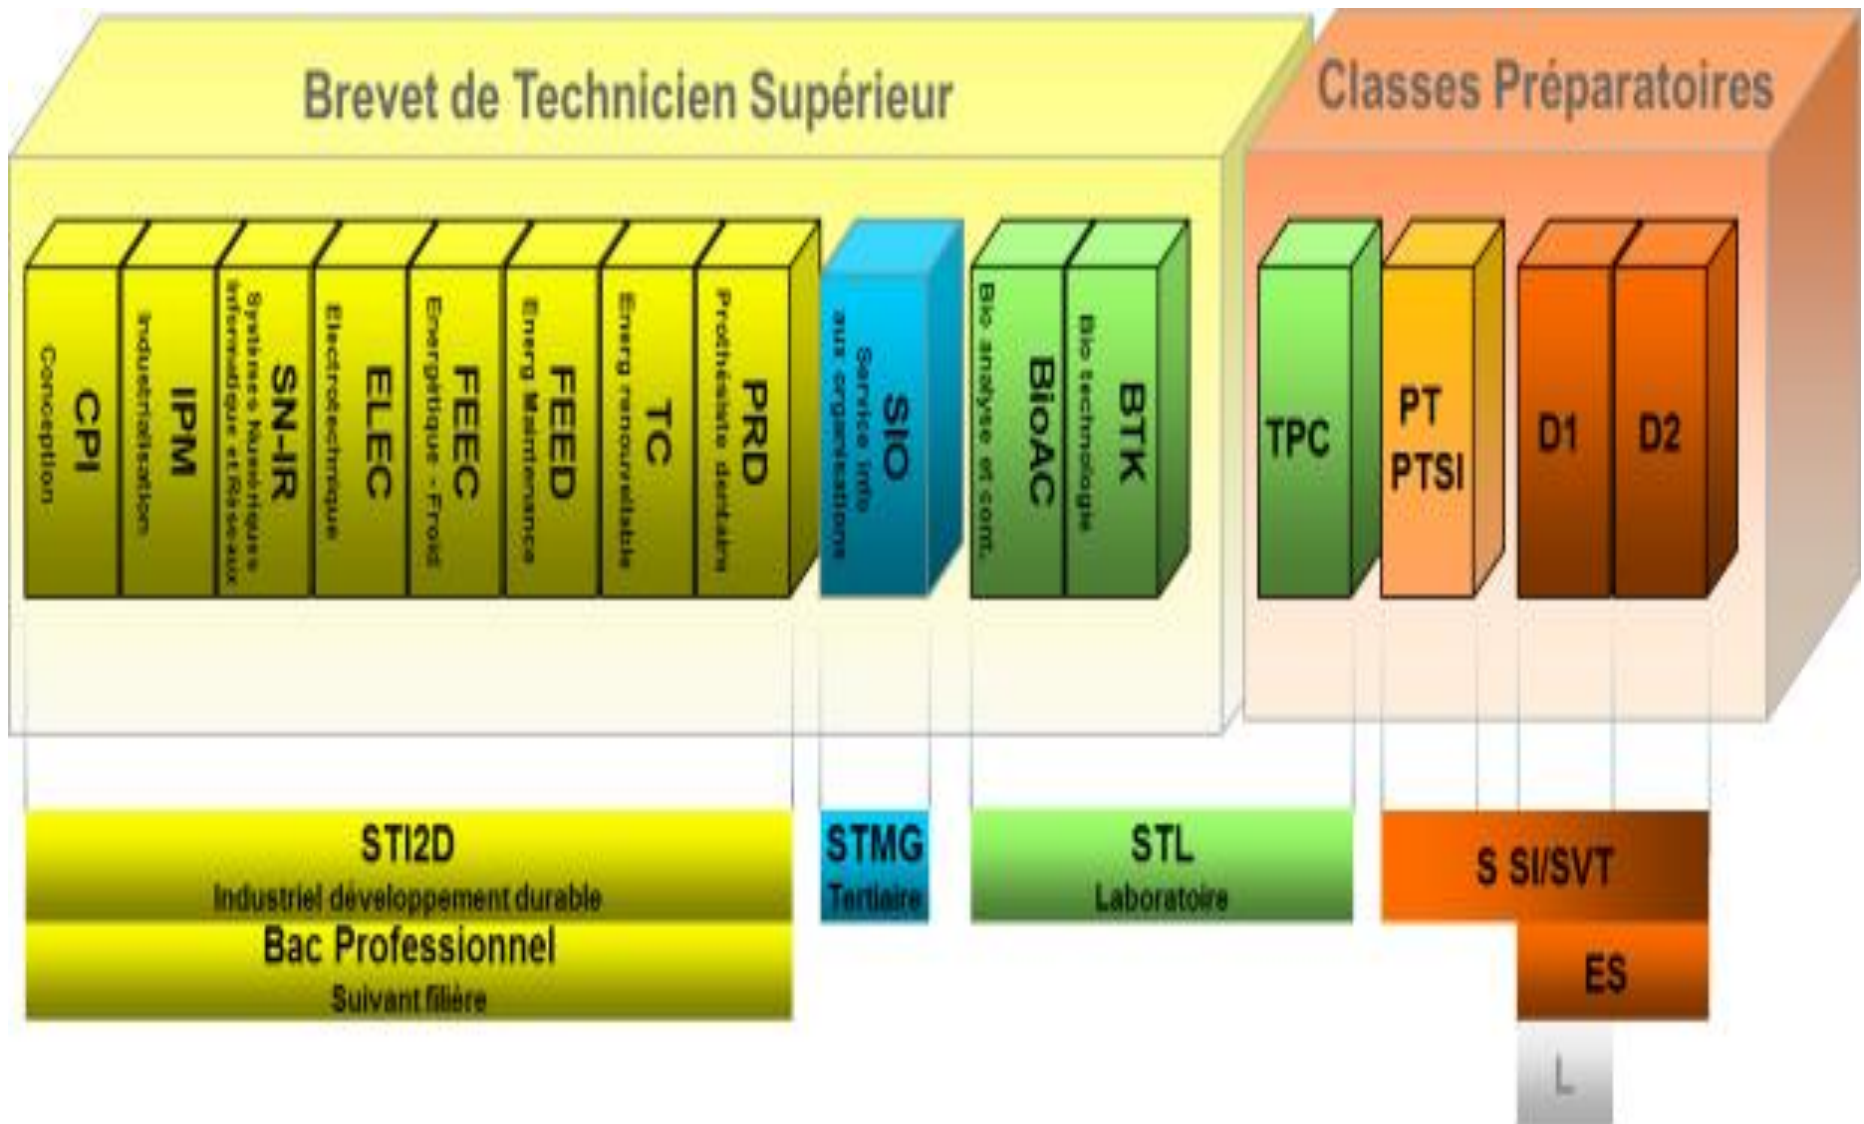 Brevet de Technicien Supérieur
Classes Préparatoires
CPI
Conception
IPM
Industrialisation
SN-IR
Systèmes Numériques
Informatique et Réseaux
ELEC
Electrotechnique
FEEC
Energétique - Froid
FEED
Energ Maintenance
TC
Energ renouvelable
PRD
Prothésiste dentaire
SIO
Service info
aux organisations
BioAC
Bio analyse et cont.
BTK
Bio technologie
TPC
PT
PTSI
D1
D2
STI2D
Industriel développement durable
Bac Professionnel
Suivant filière
STMG
Tertiaire
STL
Laboratoire
S SI/SVT
ES
L